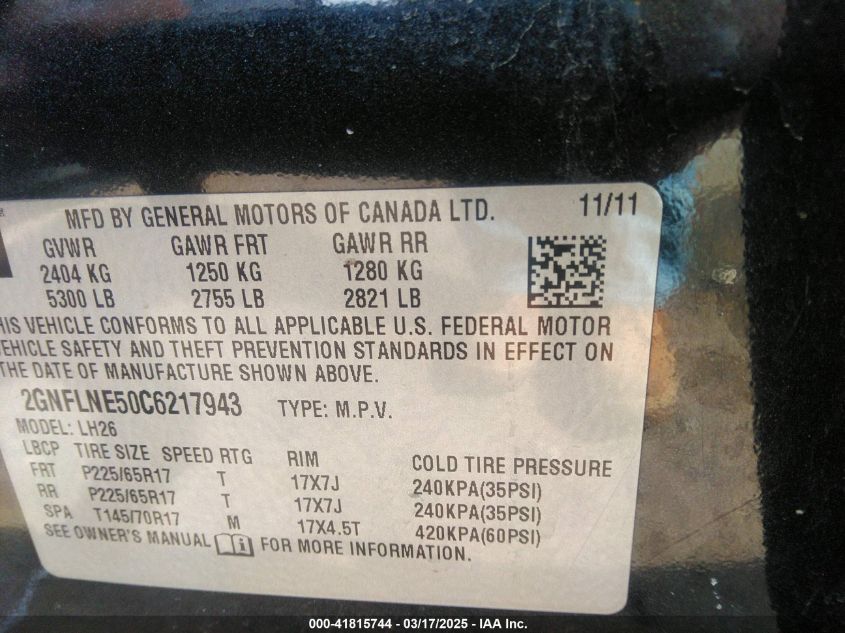 MFD BY GENERAL MOTORS OF CANADA LTD. 11/11
GVWR GAWR FRT GAWR RR
2404 KG 1250 KG 1280 KG
5300 LB 2755 LB 2821 LB
HIS VEHICLE CONFORMS TO ALL APPLICABLE U.S. FEDERAL MOTOR
VEHICLE SAFETY AND THEFT PREVENTION STANDARDS IN EFFECT ON
THE DATE OF MANUFACTURE SHOWN ABOVE.
2GNFLNE50C6217943 TYPE: M.P.V.
MODEL: LH26
LBCP TIRE SIZE SPEED RTG RIM COLD TIRE PRESSURE
FRT P225/65R17 T 17X7J 240KPA(35PSI)
RR P225/65R17 T 17X7J 240KPA(35PSI)
SPA T145/70R17 M 17X4.5T 420KPA(60PSI)
SEE OWNER'S MANUAL FOR MORE INFORMATION.
000-41815744 - 03/17/2025 - IAA Inc.